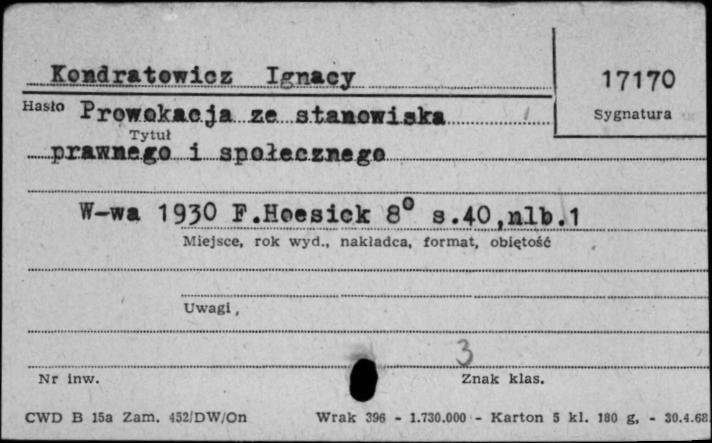 Kondratowicz Ignacy
17170
Hasło Prowokacja ze stanowiska
Sygnatura
Tytuł
prawnego i społecznego
W-wa 1930 F.Hoesick 8° s.40,nlb.1
Miejsce, rok wyd., nakładca, format, objętość
Uwagi,
3
Nr inw.
Znak klas.
CWD B 15a Zam. 452/DW/On Wrak 396 - 1.730.000 - Karton 5 kl. 180 g, - 30.4.68